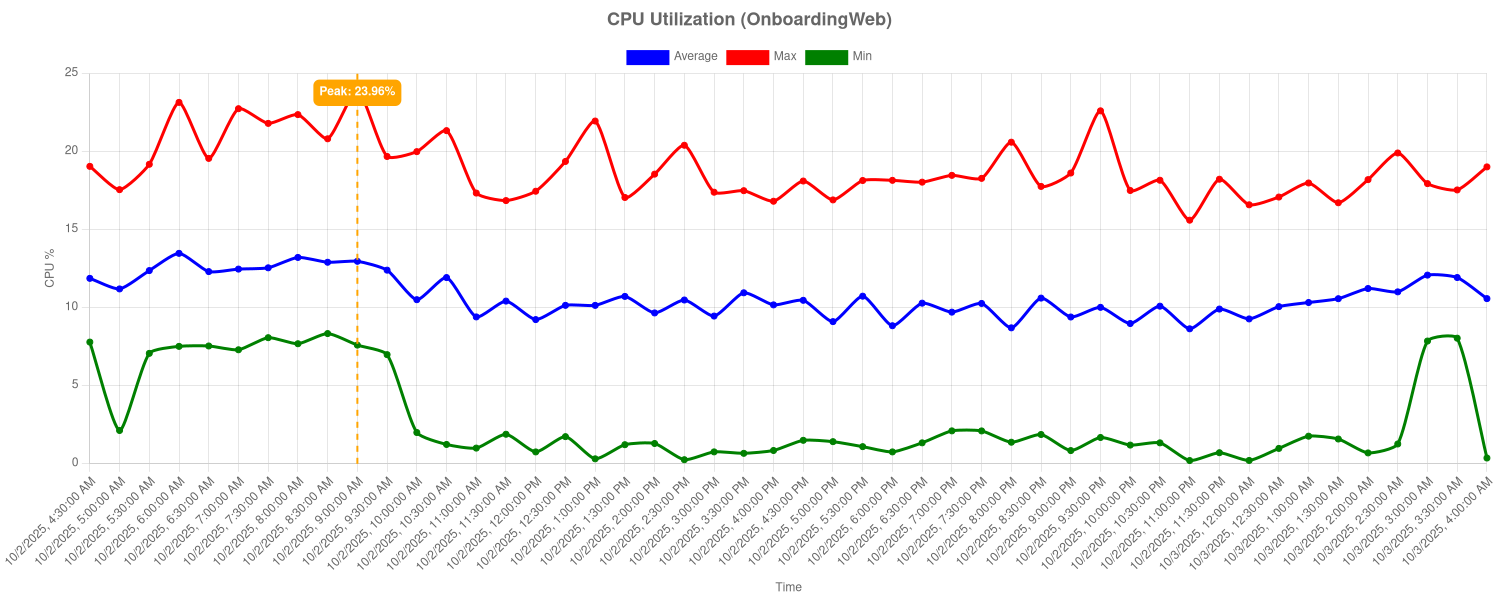 CPU Utilization (OnboardingWeb)
Average Max Min
Peak: 23.96%
25
20
15
10
5
0
CPU %
10/2/2025, 4:30:00 AM
10/2/2025, 5:00:00 AM
10/2/2025, 5:30:00 AM
10/2/2025, 6:00:00 AM
10/2/2025, 6:30:00 AM
10/2/2025, 7:00:00 AM
10/2/2025, 7:30:00 AM
10/2/2025, 8:00:00 AM
10/2/2025, 8:30:00 AM
10/2/2025, 9:00:00 AM
10/2/2025, 9:30:00 AM
10/2/2025, 10:00:00 AM
10/2/2025, 10:30:00 AM
10/2/2025, 11:00:00 AM
10/2/2025, 11:30:00 AM
10/2/2025, 12:00:00 PM
10/2/2025, 12:30:00 PM
10/2/2025, 1:00:00 PM
10/2/2025, 1:30:00 PM
10/2/2025, 2:00:00 PM
10/2/2025, 2:30:00 PM
10/2/2025, 3:00:00 PM
10/2/2025, 3:30:00 PM
10/2/2025, 4:00:00 PM
10/2/2025, 4:30:00 PM
10/2/2025, 5:00:00 PM
10/2/2025, 5:30:00 PM
10/2/2025, 6:00:00 PM
10/2/2025, 6:30:00 PM
10/2/2025, 7:00:00 PM
10/2/2025, 7:30:00 PM
10/2/2025, 8:00:00 PM
10/2/2025, 8:30:00 PM
10/2/2025, 9:00:00 PM
10/2/2025, 9:30:00 PM
10/2/2025, 10:00:00 PM
10/2/2025, 10:30:00 PM
10/2/2025, 11:00:00 PM
10/2/2025, 11:30:00 PM
10/3/2025, 12:00:00 AM
10/3/2025, 12:30:00 AM
10/3/2025, 1:00:00 AM
10/3/2025, 1:30:00 AM
10/3/2025, 2:00:00 AM
10/3/2025, 2:30:00 AM
10/3/2025, 3:00:00 AM
10/3/2025, 3:30:00 AM
10/3/2025, 4:00:00 AM
Time